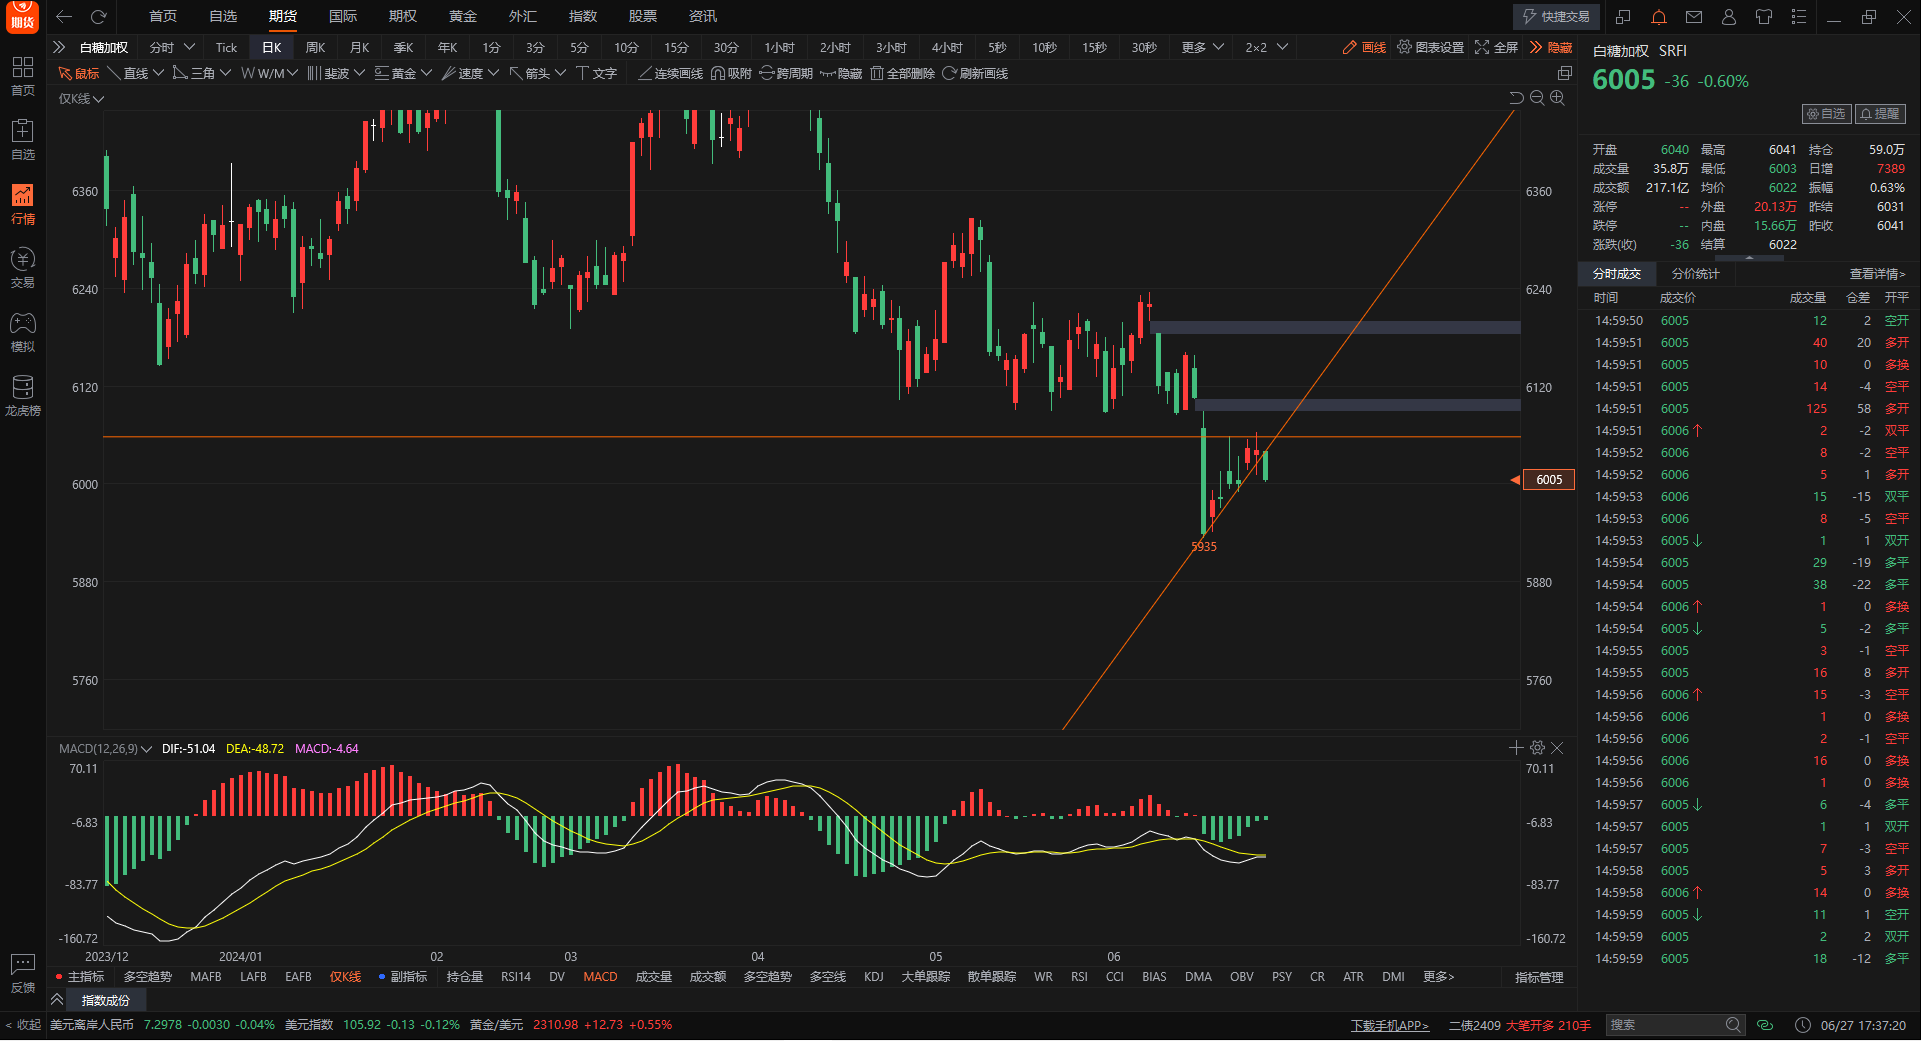 期货
首页 自选 期货 国际 期权 黄金 外汇 指数 股票 资讯
快捷交易
白糖加权 分时 Tick 日K 周K 月K 季K 年K 1分 3分 5分 10分 15分 30分 1小时 2小时 3小时 4小时 5秒 10秒 15秒 30秒 更多 2×2 画线 图表设置 全屏 隐藏
鼠标 直线 三角 W/M 斐波 黄金 速度 箭头 文字 连续画线 吸附 跨周期 隐藏 全部删除 刷新画线
仅K线
首页
自选
行情
交易
模拟
龙虎榜
反馈
6360 6360
6240 6240
6120 6120
6000
6005
5935
5880 5880
5760 5760
MACD(12,26,9) DIF:-51.04 DEA:-48.72 MACD:-4.64
70.11 70.11
-6.83 -6.83
-83.77 -83.77
-160.72 -160.72
2023/12 2024/01 02 03 04 05 06
主指标 多空趋势 MAFB LAFB EAFB 仅K线 副指标 持仓量 RSI14 DV MACD 成交量 成交额 多空趋势 多空线 KDJ 大单跟踪 散单跟踪 WR RSI CCI BIAS DMA OBV PSY CR ATR DMI 更多> 指标管理
指数成份
白糖加权 SRFI
6005 -36 -0.60%
自选 提醒
开盘 6040 最高 6041 持仓 59.0万
成交量 35.8万 最低 6003 日增 7389
成交额 217.1亿 均价 6022 振幅 0.63%
涨停 -- 外盘 20.13万 昨结 6031
跌停 -- 内盘 15.66万 昨收 6041
涨跌(收) -36 结算 6022
分时成交 分价统计 查看详情>
时间 成交价 成交量 仓差 开平
14:59:50 6005 12 2 空开
14:59:51 6005 40 20 多开
14:59:51 6005 10 0 多换
14:59:51 6005 14 -4 空平
14:59:51 6005 125 58 多开
14:59:51 6006↑ 2 -2 双平
14:59:52 6006 8 -2 空平
14:59:52 6006 5 1 多开
14:59:53 6006 15 -15 双平
14:59:53 6006 8 -5 空平
14:59:53 6005↓ 1 1 双开
14:59:54 6005 29 -19 多平
14:59:54 6005 38 -22 多平
14:59:54 6006↑ 1 0 多换
14:59:54 6005↓ 5 -2 多平
14:59:55 6005 3 -1 空平
14:59:55 6005 16 8 多开
14:59:56 6006↑ 15 -3 空平
14:59:56 6006 1 0 多换
14:59:56 6006 2 -1 空平
14:59:56 6006 16 0 多换
14:59:56 6006 1 0 多换
14:59:57 6005↓ 6 -4 多平
14:59:57 6005 1 1 双开
14:59:57 6005 7 -3 空平
14:59:58 6005 5 3 多开
14:59:58 6006↑ 14 0 多换
14:59:59 6005↓ 11 1 空开
14:59:59 6005 2 2 双开
14:59:59 6005 18 -12 多平
< 收起 美元离岸人民币 7.2978 -0.0030 -0.04% 美元指数 105.92 -0.13 -0.12% 黄金/美元 2310.98 +12.73 +0.55% 下载手机APP> 二债2409 大笔开多 210手 搜索 06/27 17:37:20